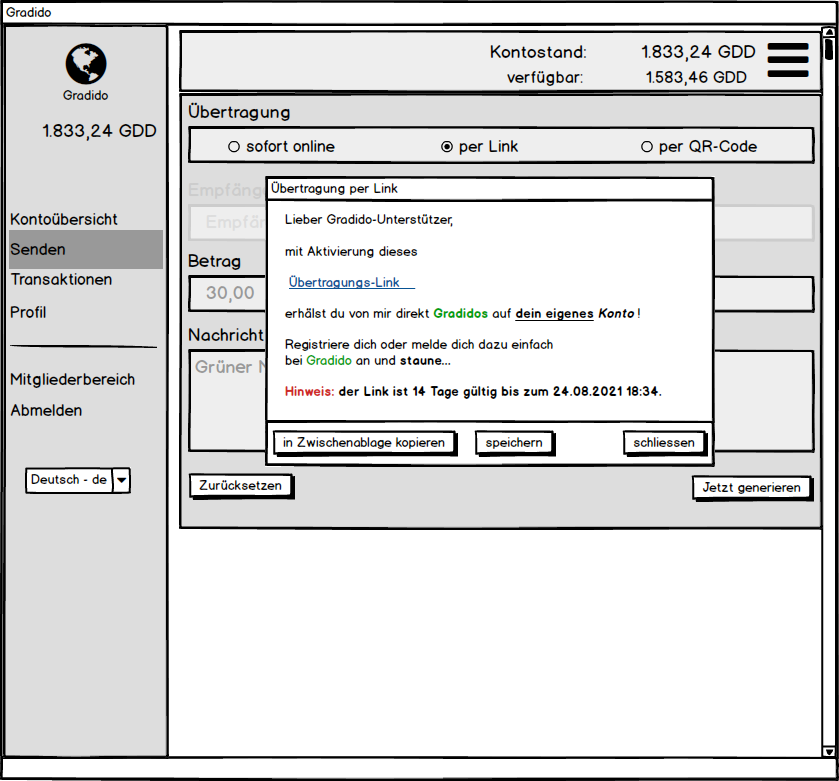 Gradido
Gradido
1.833,24 GDD
Kontoübersicht
Senden
Transaktionen
Profil
Mitgliederbereich
Abmelden
Deutsch - de
Kontostand: 1.833,24 GDD
verfügbar: 1.583,46 GDD
Übertragung
sofort online per Link per QR-Code
Übertragung per Link
Lieber Gradido-Unterstützer,
mit Aktivierung dieses
Übertragungs-Link
erhälst du von mir direkt Gradidos auf dein eigenes Konto !
Registriere dich oder melde dich dazu einfach
bei Gradido an und staune...
Hinweis: der Link ist 14 Tage gültig bis zum 24.08.2021 18:34.
in Zwischenablage kopieren speichern schliessen
Betrag
30,00
Nachricht
Grüner
Zurücksetzen Jetzt generieren